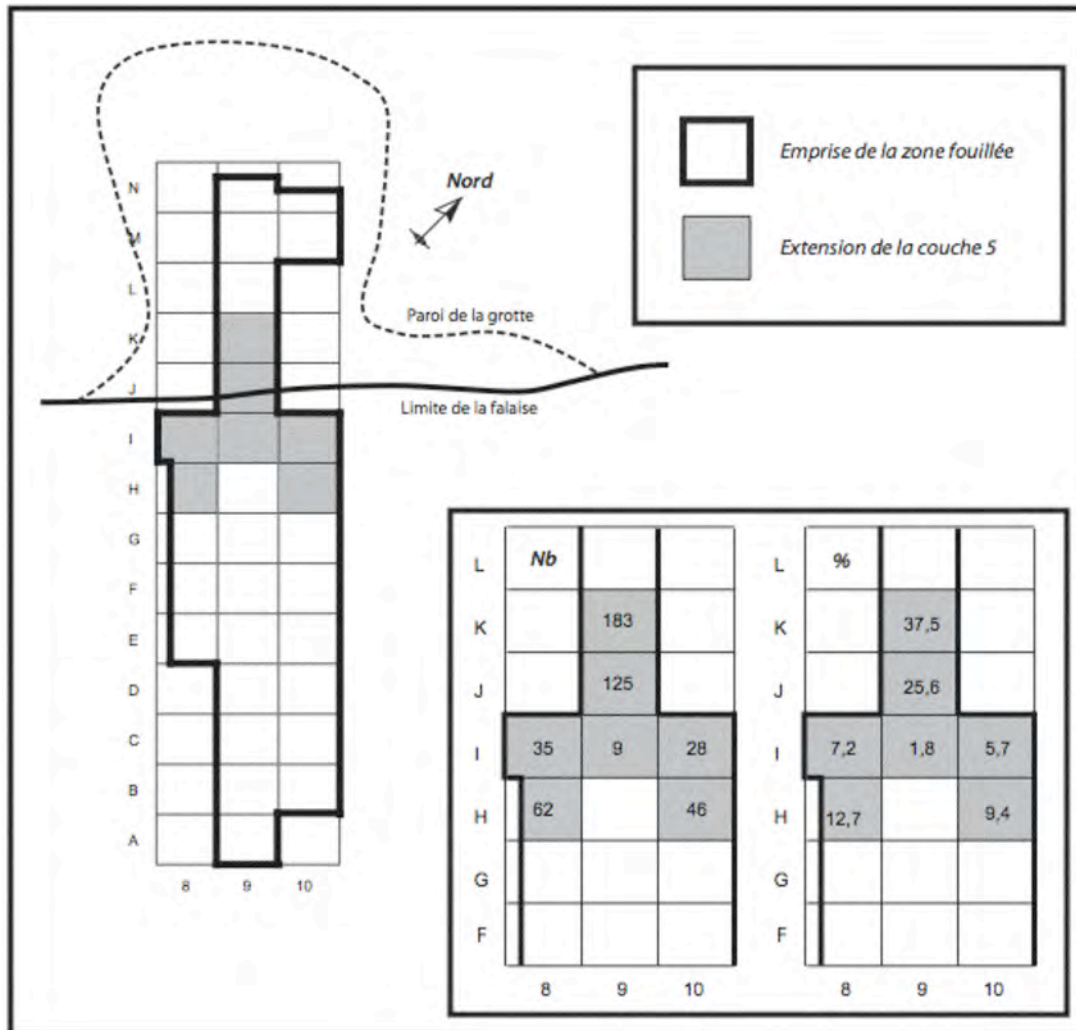 Emprise de la zone fouillée
Extension de la couche 5
Nord
Paroi de la grotte
Limite de la falaise
N
M
L
K
J
I
H
G
F
E
D
C
B
A
8 9 10
L Nb
K 183
J 125
I 35 9 28
H 62 46
G
F
8 9 10
L %
K 37,5
J 25,6
I 7,2 1,8 5,7
H 12,7 9,4
G
F
8 9 10